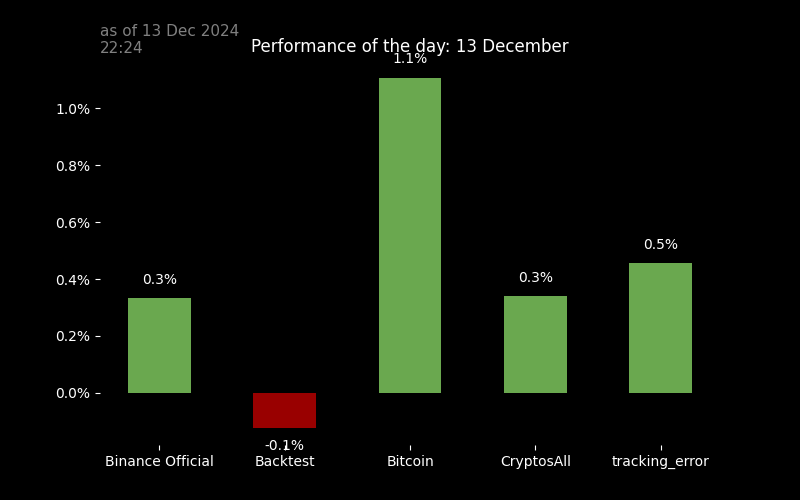 as of 13 Dec 2024
22:24
Performance of the day: 13 December
1.1%
1.0%
0.8%
0.6%
0.5%
0.4%
0.3%
0.3%
0.2%
0.0%
-0.1%
Binance Official
Backtest
Bitcoin
CryptosAll
tracking_error